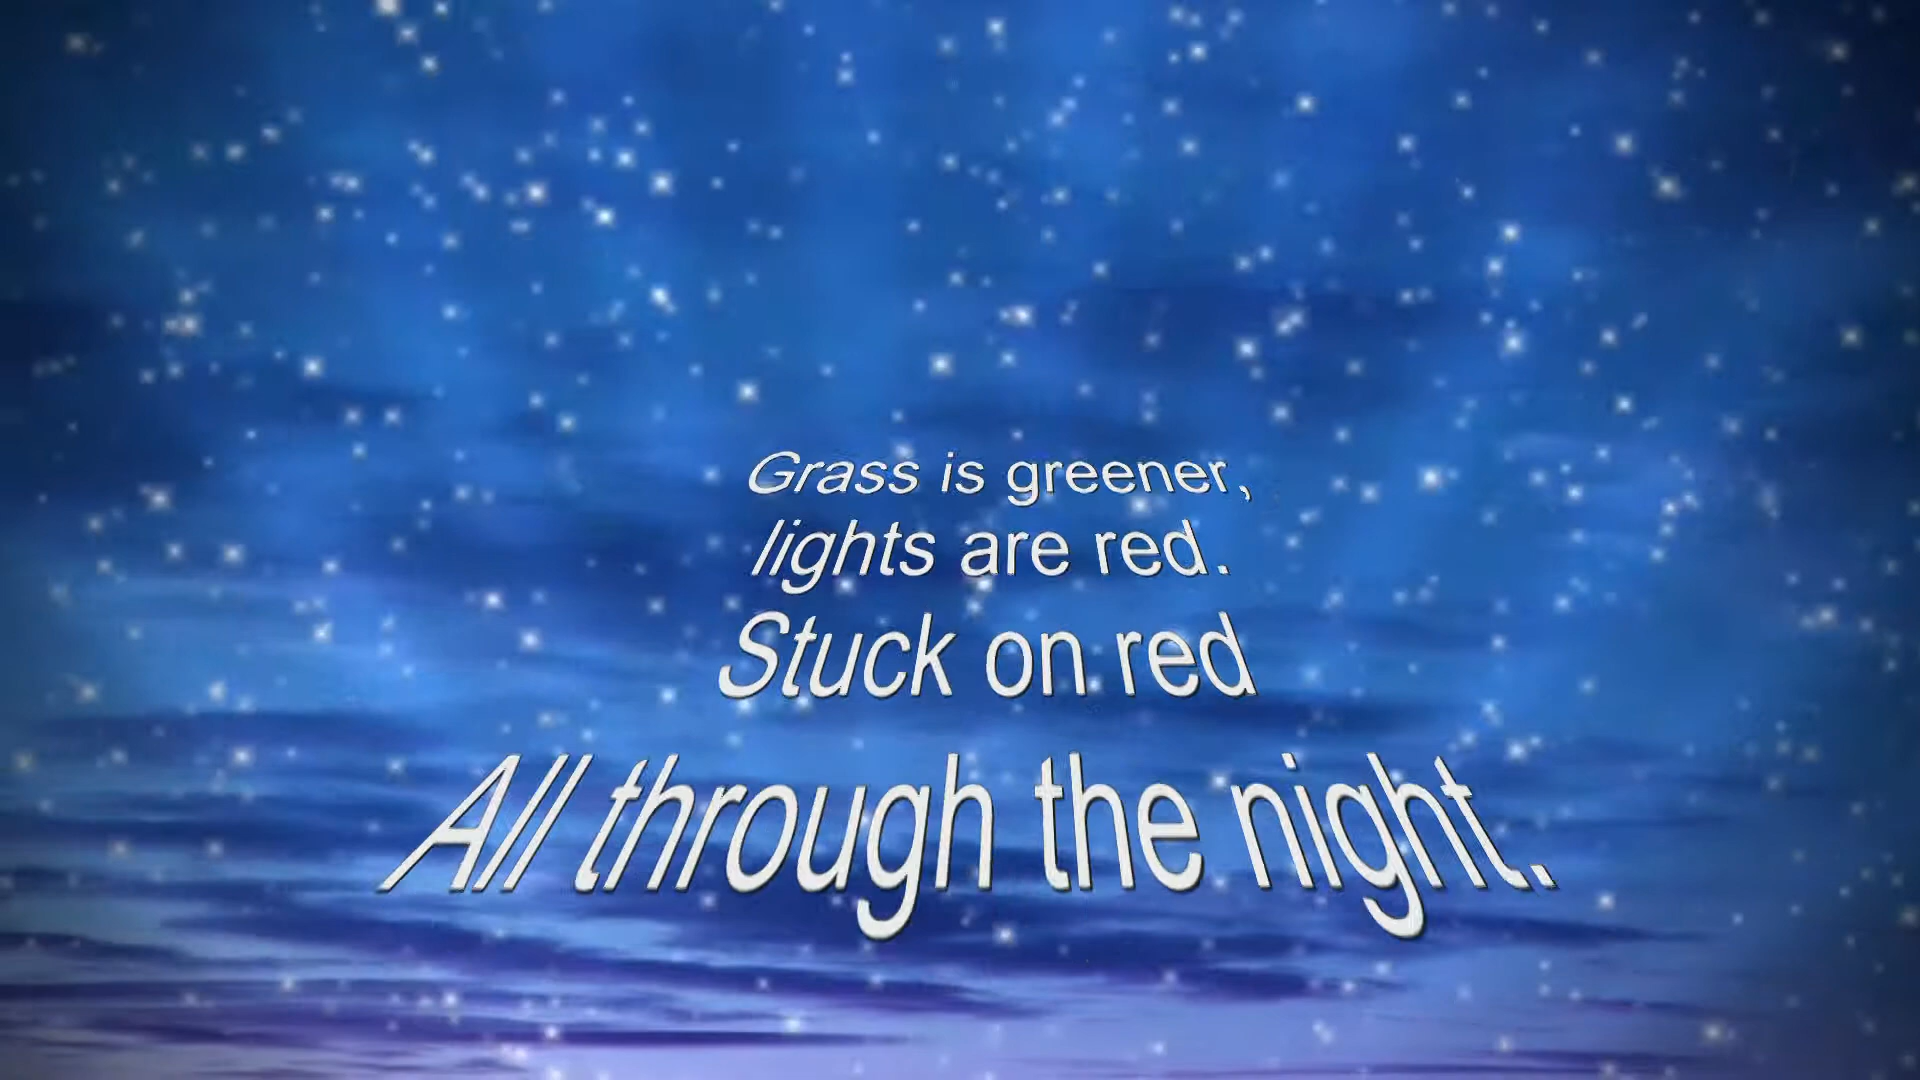 Grass is greener,
lights are red.
Stuck on red
All through the night.